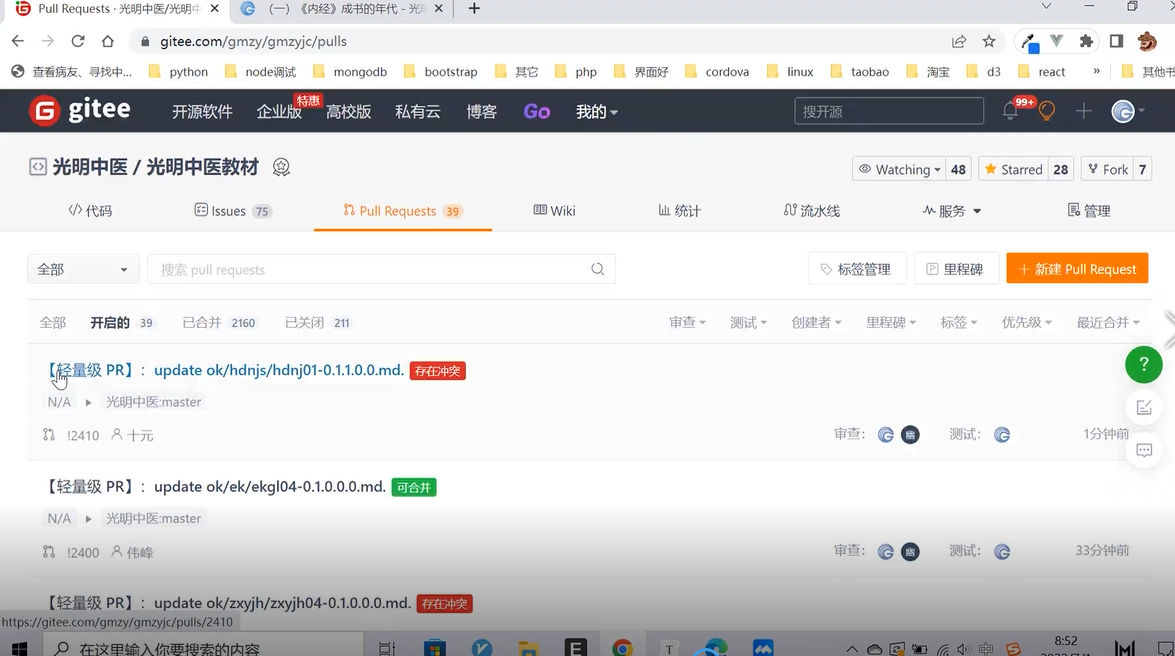 Pull Requests · 光明中医/光明中
(一) 《内经》成书的年代 - 光
gitee.com/gmzy/gmzyjc/pulls
查看病友、寻找中... python node调试 mongodb bootstrap 其它 php 界面好 cordova linux taobao 淘宝 d3 react » 其他书
gitee 开源软件 企业版 特惠 高校版 私有云 博客 Go 我的 搜开源 99+
光明中医 / 光明中医教材 Watching 48 Starred 28 Fork 7
代码 Issues 75 Pull Requests 39 Wiki 统计 流水线 服务 管理
全部 搜索 pull requests 标签管理 里程碑 + 新建 Pull Request
全部 开启的 39 已合并 2160 已关闭 211 审查 测试 创建者 里程碑 标签 优先级 最近合并
【轻量级 PR】: update ok/hdnjs/hdnj01-0.1.1.0.0.md. 存在冲突
N/A 光明中医:master
!2410 十元 审查: 测试: 1分钟前
【轻量级 PR】: update ok/ek/ekgl04-0.1.0.0.0.md. 可合并
N/A 光明中医:master
!2400 伟峰 审查: 测试: 33分钟前
【轻量级 PR】: update ok/zxyjh/zxyjh04-0.1.0.0.0.md. 存在冲突
https://gitee.com/gmzy/gmzyjc/pulls/2410
在这里输入你要搜索的内容 8:52